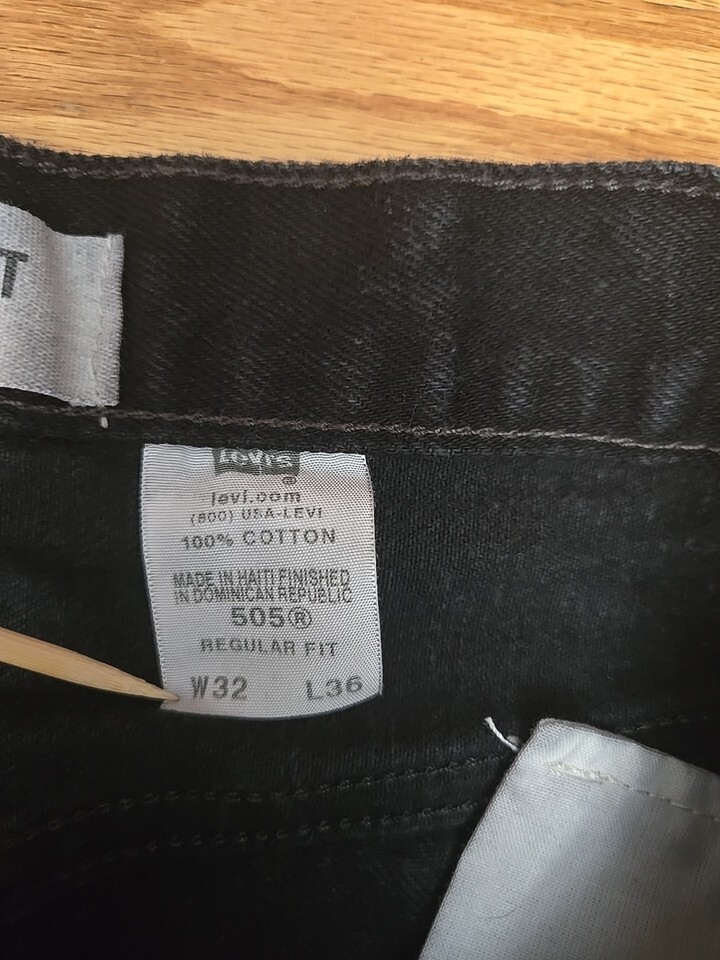 T
Levi's
®
levi.com
(800) USA-LEVI
100% COTTON
MADE IN HAITI FINISHED
IN DOMINICAN REPUBLIC
505®
REGULAR FIT
W32 L36